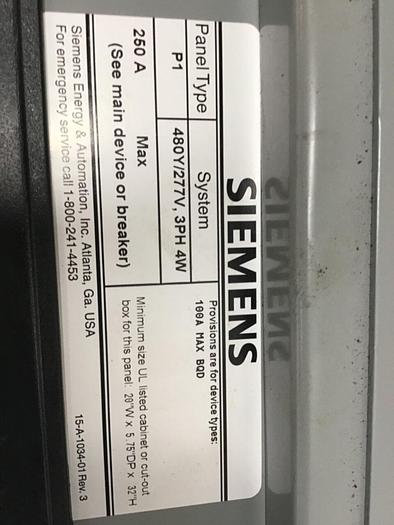 SIEMENS
Panel Type
P1
System
480Y/277V, 3PH 4W
250 A Max
(See main device or breaker)
Provisions are for device types:
100A MAX BQD
Minimum size UL listed cabinet or cut-out
box for this panel: 20"W X 5.75"DP X 32"H
Siemens Energy & Automation, Inc. Atlanta, Ga. USA
For emergency service call 1-800-241-4453
15-A-1034-01 Rev. 3